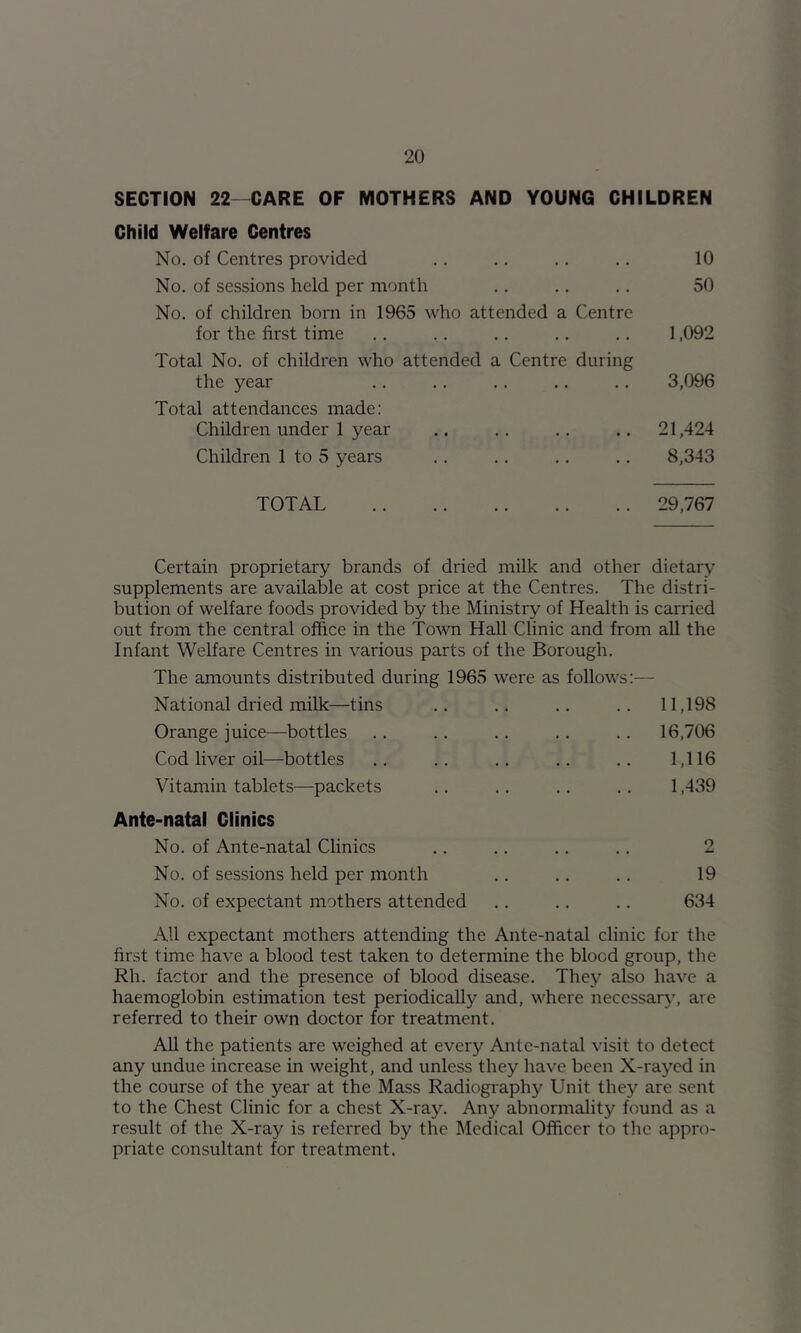 20
SECTION 22—CARE OF MOTHERS AND YOUNG CHILDREN
Child Welfare Centres
No. of Centres provided .. .. .. .. 10
No. of sessions held per month .. .. .. 50
No. of children born in 1965 who attended a Centre
for the first time .. .. .. .. .. 1,092
Total No. of children who attended a Centre during
the year .. .. .. .. .. 3,096
Total attendances made:
Children under 1 year .. .. .. .. 21,424
Children 1 to 5 years .. .. .. .. 8,343
TOTAL .. .. .. .. .. 29,767
Certain proprietary brands of dried milk and other dietary
supplements are available at cost price at the Centres. The distri-
bution of welfare foods provided by the Ministry of Health is carried
out from the central office in the Town Hall Clinic and from all the
Infant Welfare Centres in various parts of the Borough.
The amounts distributed during 1965 were as follows:—
National dried milk—tins .. .. .. .. 11,198
Orange juice—bottles .. .. .. .. .. 16,706
Cod liver oil—bottles .. .. .. .. .. 1,116
Vitamin tablets—packets .. .. .. .. 1,439
Ante-natal Clinics
No. of Ante-natal Clinics .. .. .. .. 2
No. of sessions held per month .. .. .. 19
No. of expectant mothers attended .. .. .. 634
All expectant mothers attending the Ante-natal clinic for the
first time have a blood test taken to determine the blood group, the
Rh. factor and the presence of blood disease. They also have a
haemoglobin estimation test periodically and, where necessary, are
referred to their own doctor for treatment.
All the patients are weighed at every Ante-natal visit to detect
any undue increase in weight, and unless they have been X-rayed in
the course of the year at the Mass Radiography Unit they are sent
to the Chest Clinic for a chest X-ray. Any abnormality found as a
result of the X-ray is referred by the Medical Officer to the appro-
priate consultant for treatment.